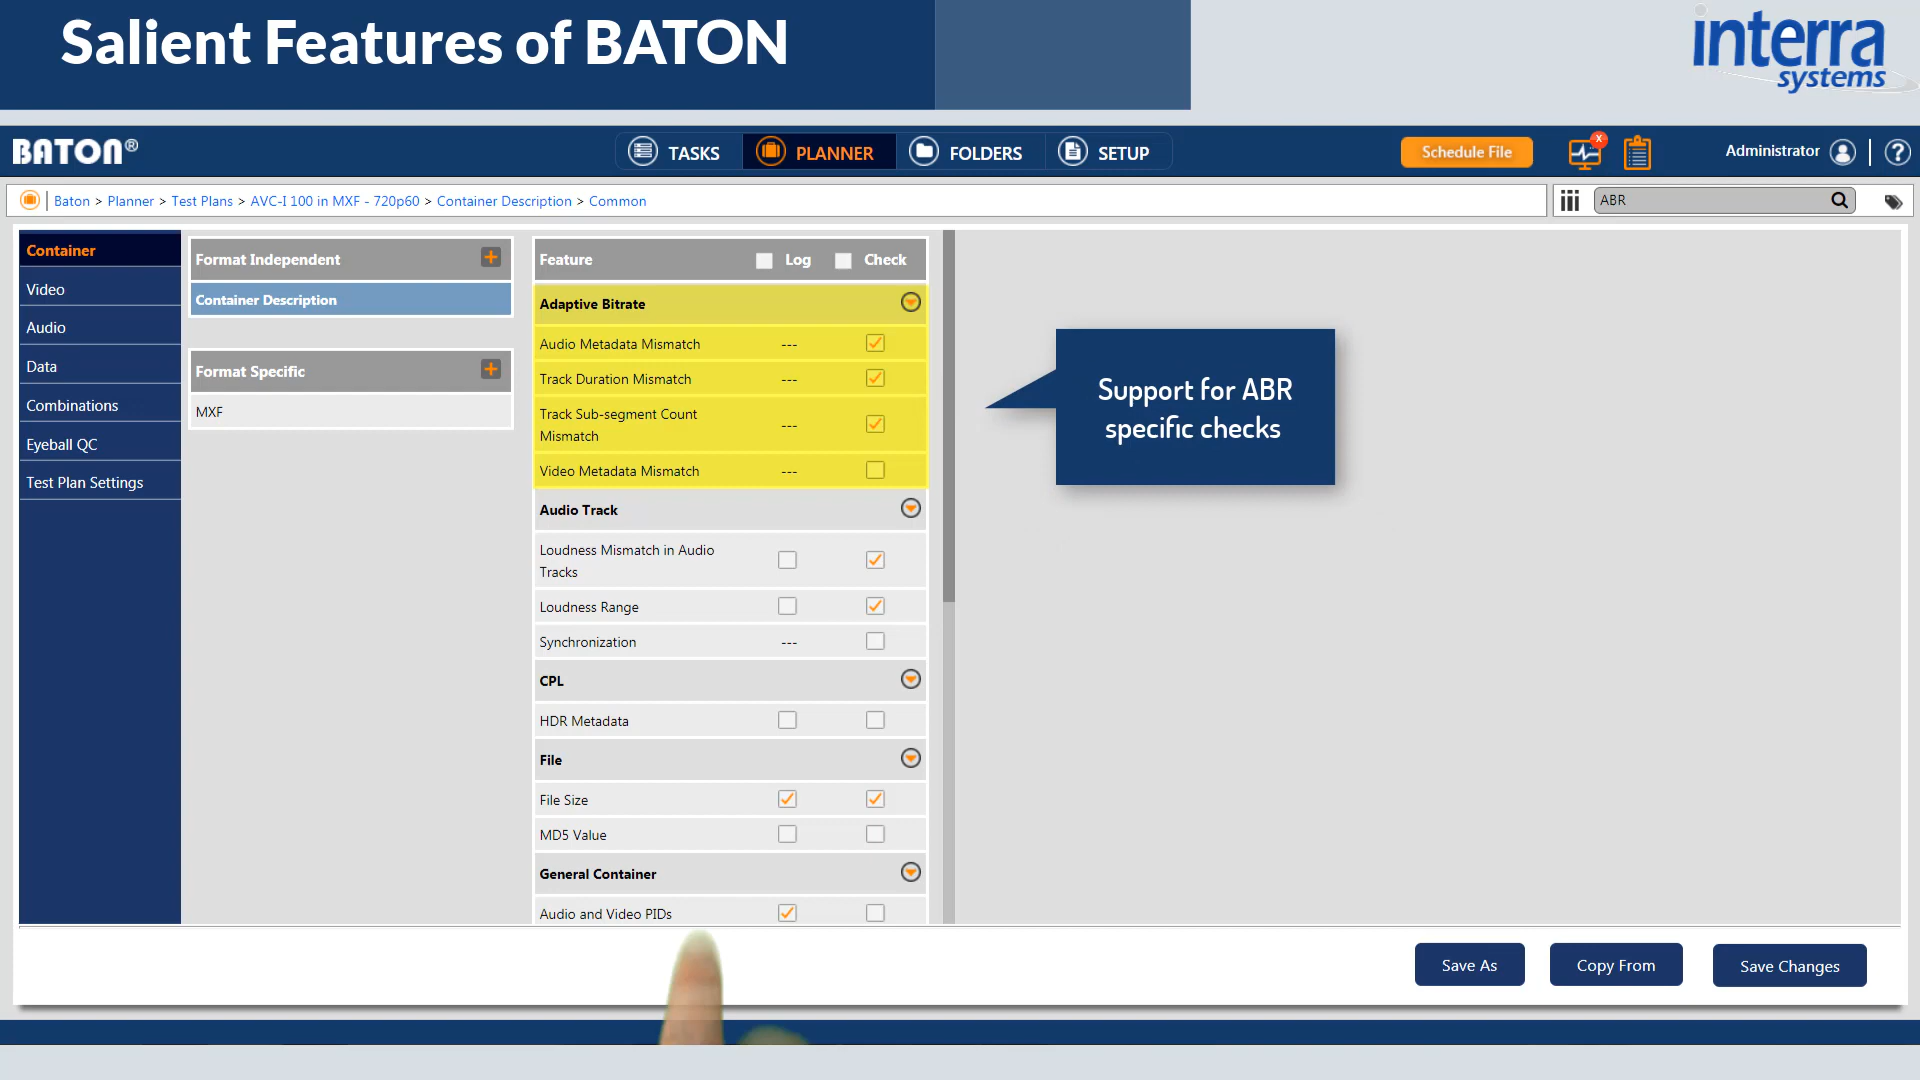 Salient Features of BATON
interra
systems
BATON®
TASKS
PLANNER
FOLDERS
SETUP
Schedule File
x
Administrator
?
Baton > Planner > Test Plans > AVC-I 100 in MXF - 720p60 > Container Description > Common
ABR
Container
Video
Audio
Data
Combinations
Eyeball QC
Test Plan Settings
Format Independent +
Container Description
Format Specific +
MXF
Feature Log Check
Adaptive Bitrate
Audio Metadata Mismatch ---
Track Duration Mismatch ---
Track Sub-segment Count
Mismatch ---
Video Metadata Mismatch ---
Audio Track
Loudness Mismatch in Audio
Tracks
Loudness Range
Synchronization ---
CPL
HDR Metadata
File
File Size
MD5 Value
General Container
Audio and Video PIDs
Support for ABR
specific checks
Save As
Copy From
Save Changes